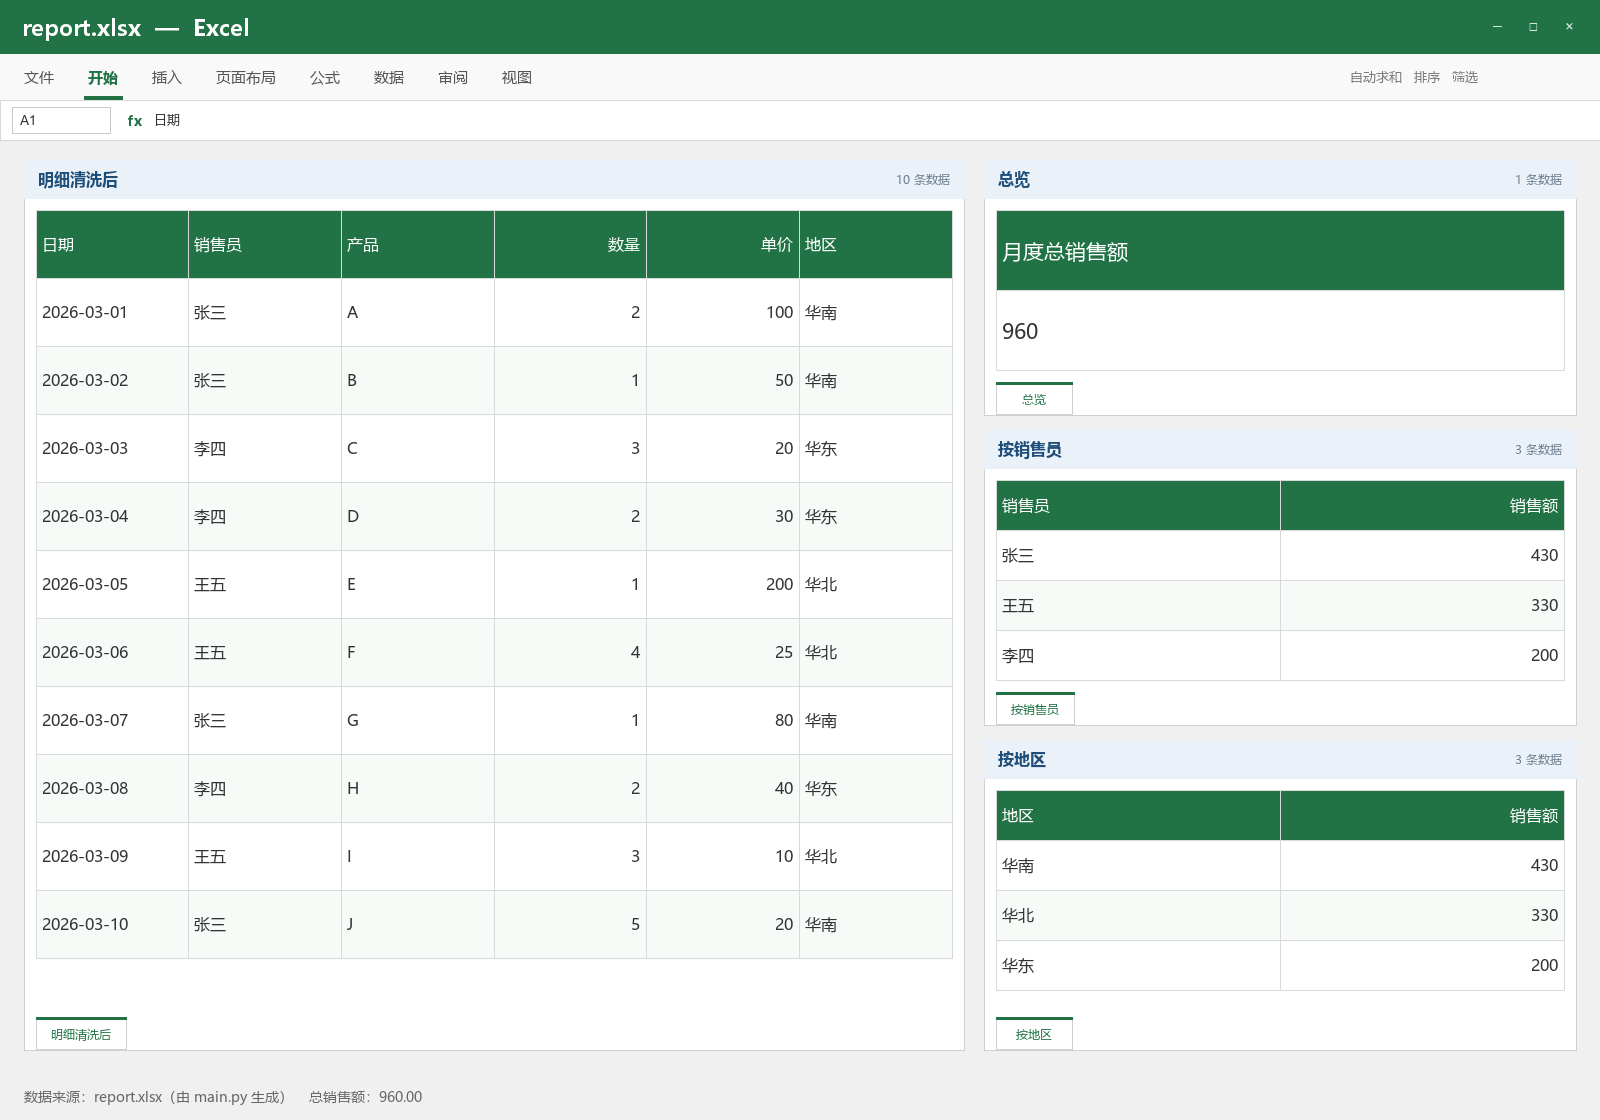 report.xlsx — Excel
— □ ×
文件 开始 插入 页面布局 公式 数据 审阅 视图 自动求和 排序 筛选
A1 fx 日期
明细清洗后 10 条数据
日期 销售员 产品 数量 单价 地区
2026-03-01 张三 A 2 100 华南
2026-03-02 张三 B 1 50 华南
2026-03-03 李四 C 3 20 华东
2026-03-04 李四 D 2 30 华东
2026-03-05 王五 E 1 200 华北
2026-03-06 王五 F 4 25 华北
2026-03-07 张三 G 1 80 华南
2026-03-08 李四 H 2 40 华东
2026-03-09 王五 I 3 10 华北
2026-03-10 张三 J 5 20 华南
明细清洗后
总览 1 条数据
月度总销售额
960
总览
按销售员 3 条数据
销售员 销售额
张三 430
王五 330
李四 200
按销售员
按地区 3 条数据
地区 销售额
华南 430
华北 330
华东 200
按地区
数据来源：report.xlsx（由 main.py 生成） 总销售额：960.00